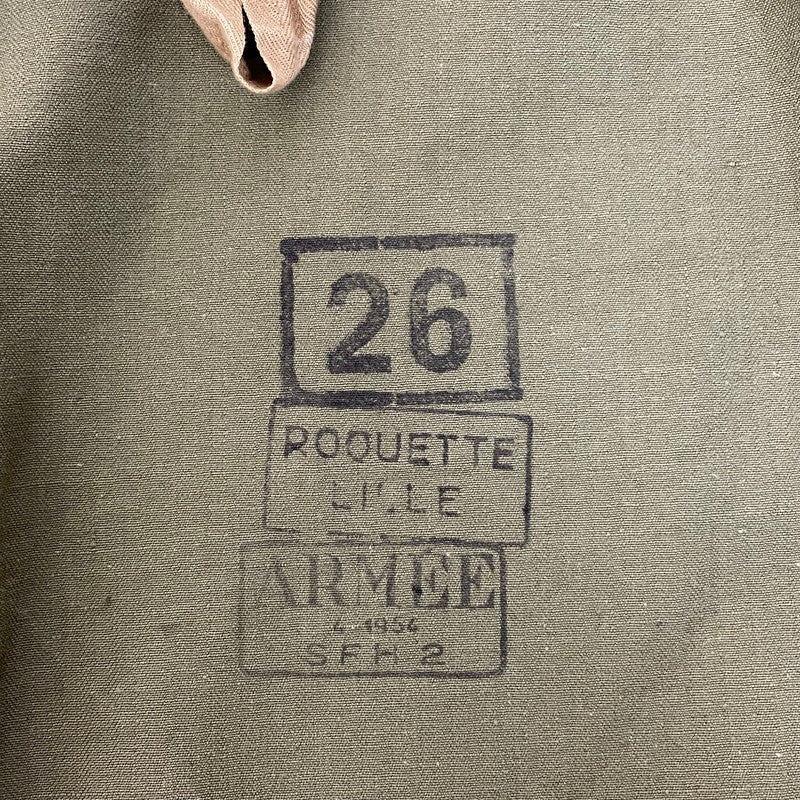 26
ROQUETTE
LILLE
ARMÉE
4 1954
SFH 2